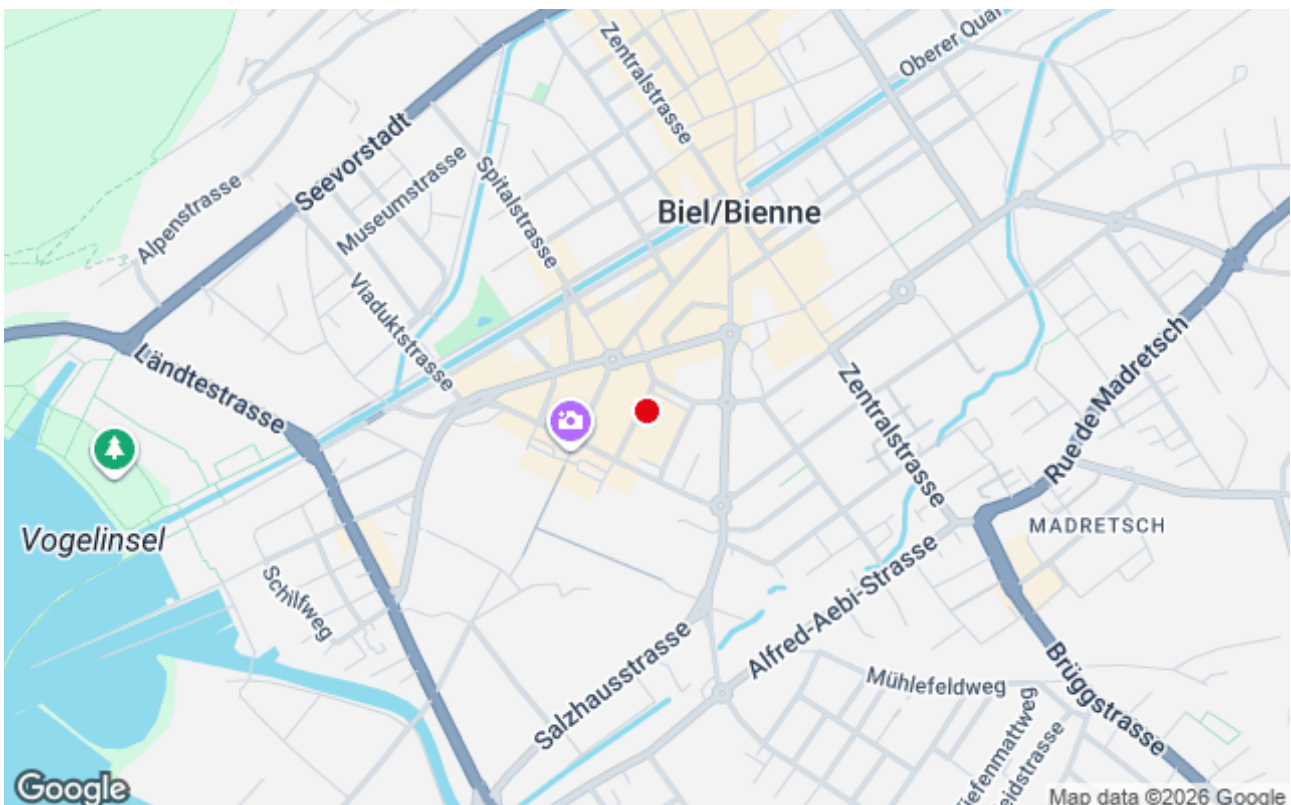 Zentralstrasse
Oberer Quai
Seevorstadt
Museumstrasse
Spitalstrasse
Alpenstrasse
Biel/Bienne
Viaduktstrasse
Ländtestrasse
Rue de Madretsch
Zentralstrasse
Vogelinsel
MADRETSCH
Schilfweg
Alfred-Aebi-Strasse
Salzhausstrasse
Mühlefeldweg
Brüggstrasse
Google
Map data ©2026 Google